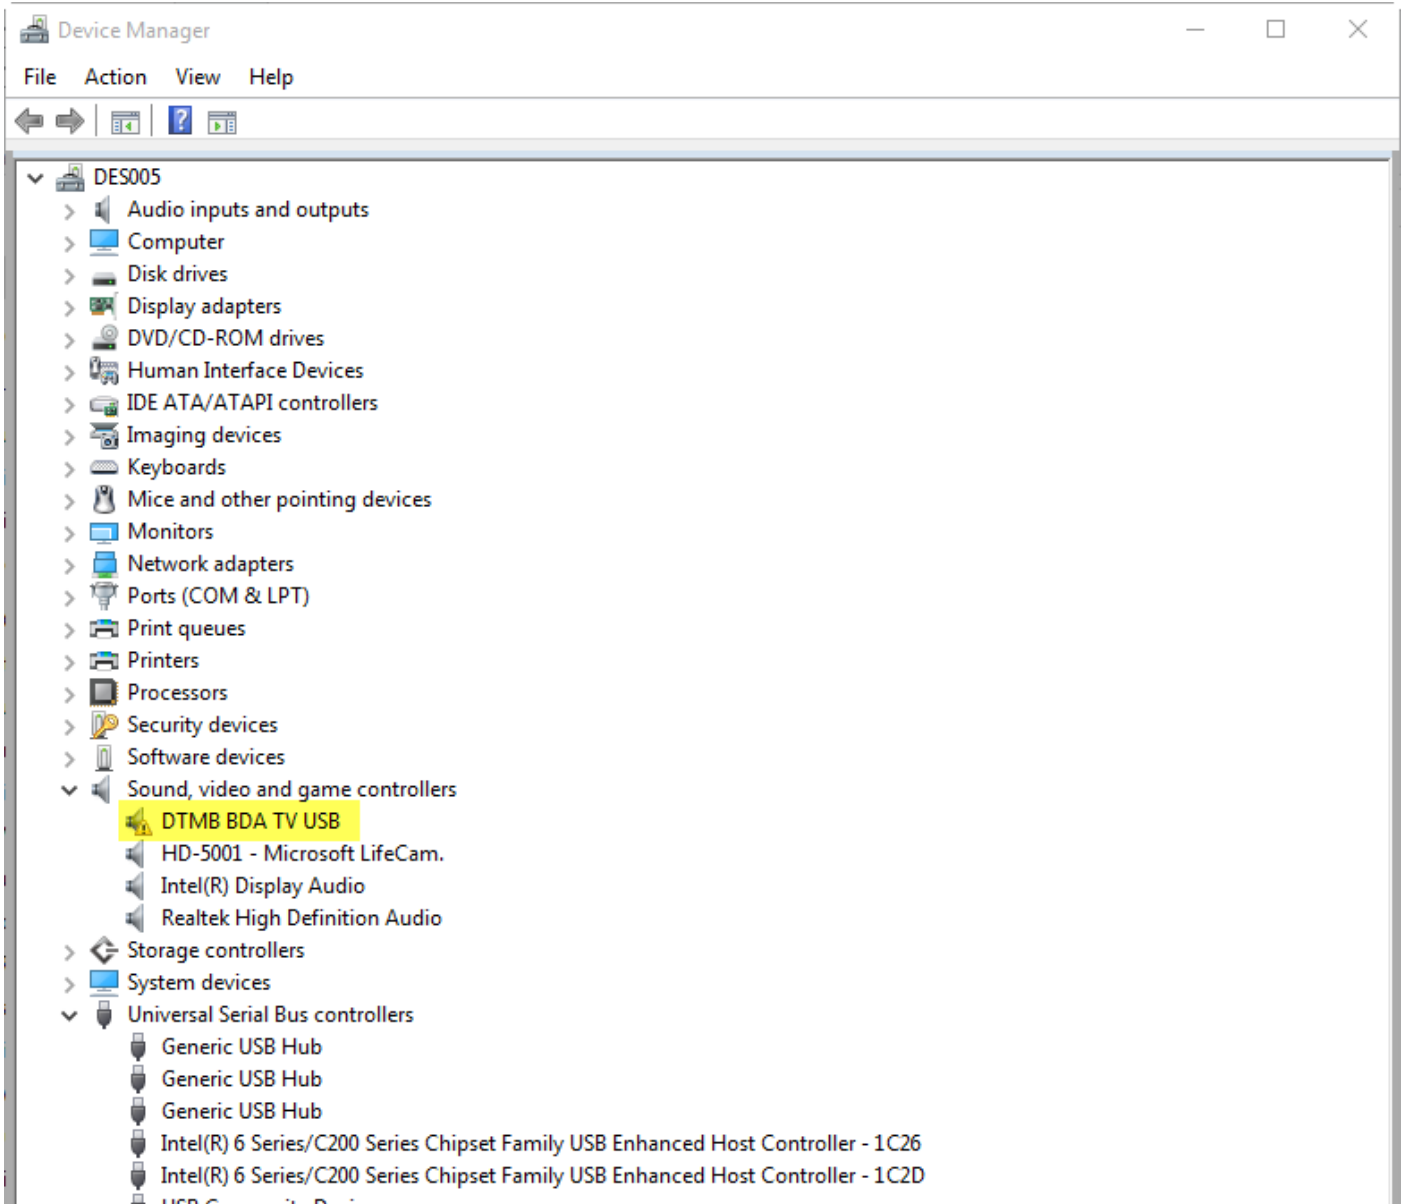 Device Manager
File Action View Help
DES005
Audio inputs and outputs
Computer
Disk drives
Display adapters
DVD/CD-ROM drives
Human Interface Devices
IDE ATA/ATAPI controllers
Imaging devices
Keyboards
Mice and other pointing devices
Monitors
Network adapters
Ports (COM & LPT)
Print queues
Printers
Processors
Security devices
Software devices
Sound, video and game controllers
DTMB BDA TV USB
HD-5001 - Microsoft LifeCam.
Intel(R) Display Audio
Realtek High Definition Audio
Storage controllers
System devices
Universal Serial Bus controllers
Generic USB Hub
Generic USB Hub
Generic USB Hub
Intel(R) 6 Series/C200 Series Chipset Family USB Enhanced Host Controller - 1C26
Intel(R) 6 Series/C200 Series Chipset Family USB Enhanced Host Controller - 1C2D